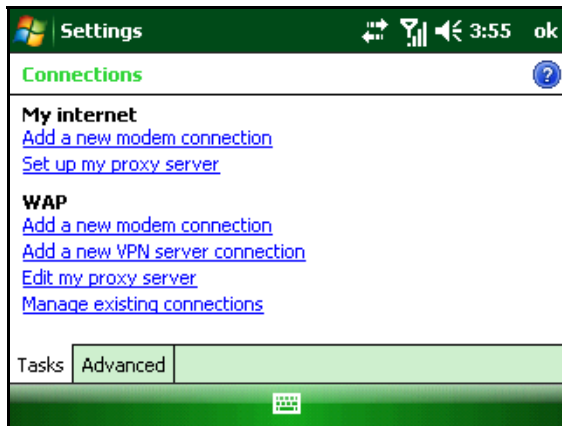 Settings 3:55 ok
Connections ?
My internet
Add a new modem connection
Set up my proxy server
WAP
Add a new modem connection
Add a new VPN server connection
Edit my proxy server
Manage existing connections
Tasks Advanced